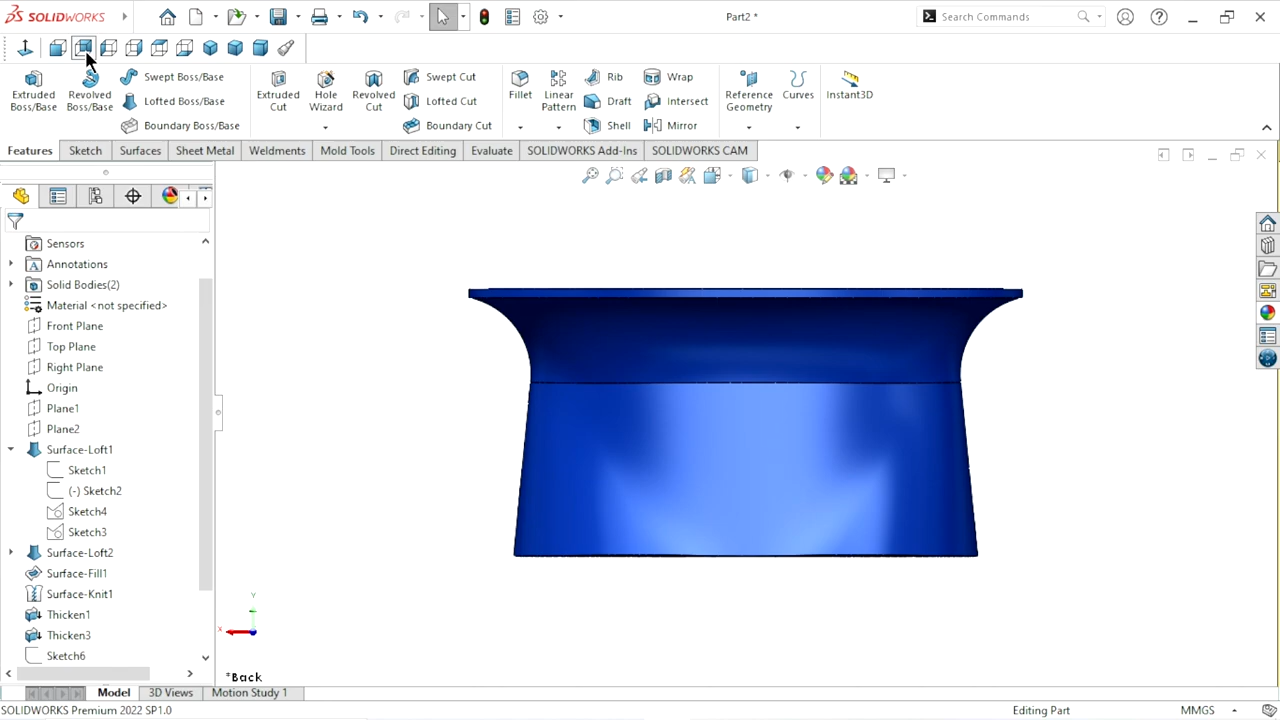 SOLIDWORKS
Part2 *
Search Commands
Extruded Boss/Base
Revolved Boss/Base
Swept Boss/Base
Lofted Boss/Base
Boundary Boss/Base
Extruded Cut
Hole Wizard
Revolved Cut
Swept Cut
Lofted Cut
Boundary Cut
Fillet
Linear Pattern
Rib
Draft
Shell
Wrap
Intersect
Mirror
Reference Geometry
Curves
Instant3D
Features Sketch Surfaces Sheet Metal Weldments Mold Tools Direct Editing Evaluate SOLIDWORKS Add-Ins SOLIDWORKS CAM
Sensors
Annotations
Solid Bodies(2)
Material <not specified>
Front Plane
Top Plane
Right Plane
Origin
Plane1
Plane2
Surface-Loft1
Sketch1
(-) Sketch2
Sketch4
Sketch3
Surface-Loft2
Surface-Fill1
Surface-Knit1
Thicken1
Thicken3
Sketch6
Y
X
*Back
Model 3D Views Motion Study 1
SOLIDWORKS Premium 2022 SP1.0
Editing Part
MMGS